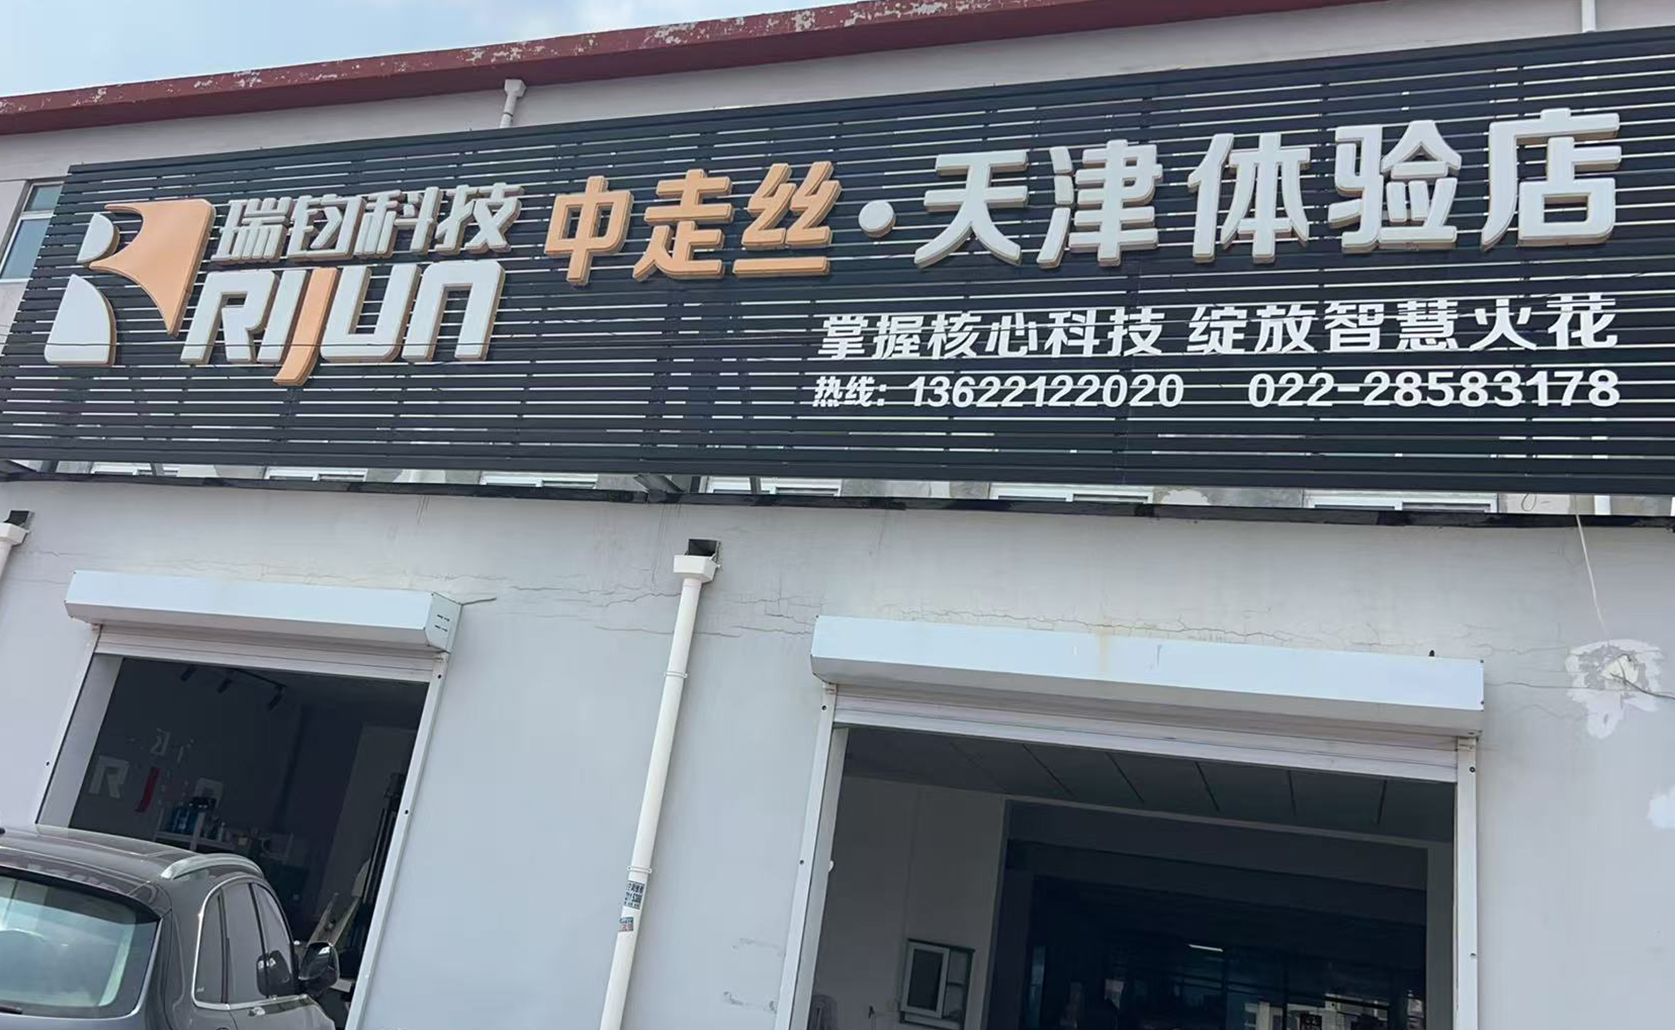 瑞钧科技
RIJUN
中走丝·天津体验店
掌握核心科技 绽放智慧火花
热线：13622122020 022-28583178